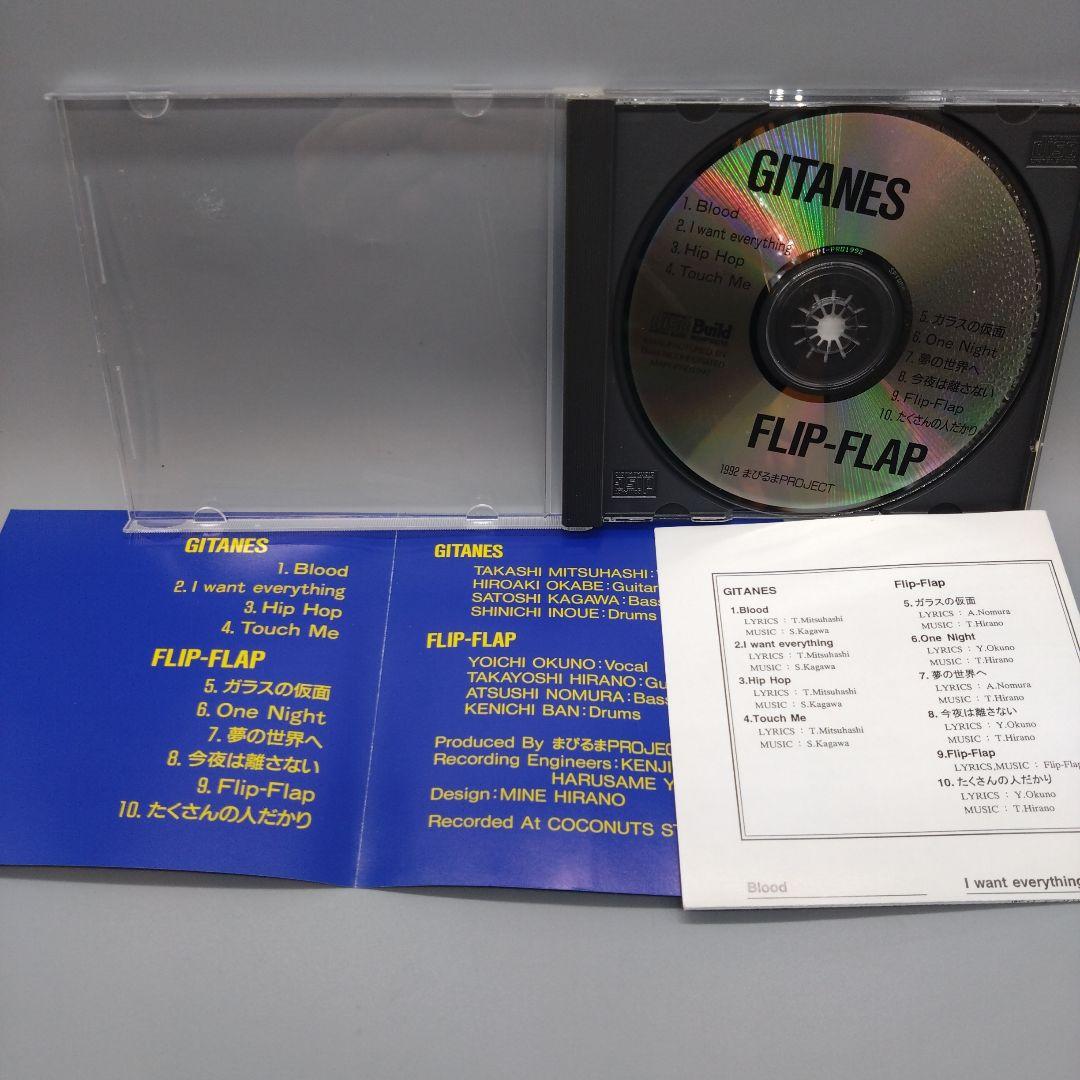 GITANES
1. Blood
2. I want everything
3. Hip Hop
4. Touch Me
Build
MANUFACTURED BY
5. ガラスの仮面
6. One Night
7. 夢の世界へ
8. 今夜は離さない
9. Flip-Flap
10. たくさんの人だかり
FLIP-FLAP
1992 まびるまPROJECT
GITANES
1. Blood
2. I want everything
3. Hip Hop
4. Touch Me
FLIP-FLAP
5. ガラスの仮面
6. One Night
7. 夢の世界へ
8. 今夜は離さない
9. Flip-Flap
10. たくさんの人だかり
GITANES
TAKASHI MITSUHASHI:
HIROAKI OKABE:Guitar
SATOSHI KAGAWA:Bass
SHINICHI INOUE:Drums
FLIP-FLAP
YOICHI OKUNO:Vocal
TAKAYOSHI HIRANO:Gu
ATSUSHI NOMURA:Bass
KENICHI BAN:Drums
Produced By まびるまPROJEC
Recording Engineers:KENJI
HARUSAME Y
Design:MINE HIRANO
Recorded At COCONUTS ST
GITANES
1.Blood
LYRICS : T.Mitsuhashi
MUSIC : S.Kagawa
2.I want everything
LYRICS : T.Mitsuhashi
MUSIC : S.Kagawa
3.Hip Hop
LYRICS : T.Mitsuhashi
MUSIC : S.Kagawa
4.Touch Me
LYRICS : T.Mitsuhashi
MUSIC : S.Kagawa
Flip-Flap
5.ガラスの仮面
LYRICS : A.Nomura
MUSIC : T.Hirano
6.One Night
LYRICS : Y.Okuno
MUSIC : T.Hirano
7.夢の世界へ
LYRICS : A.Nomura
MUSIC : T.Hirano
8. 今夜は離さない
LYRICS : Y.Okuno
MUSIC : T.Hirano
9.Flip-Flap
LYRICS,MUSIC : Flip-Flap
10. たくさんの人だかり
LYRICS : Y.Okuno
MUSIC : T.Hirano
Blood
I want everything